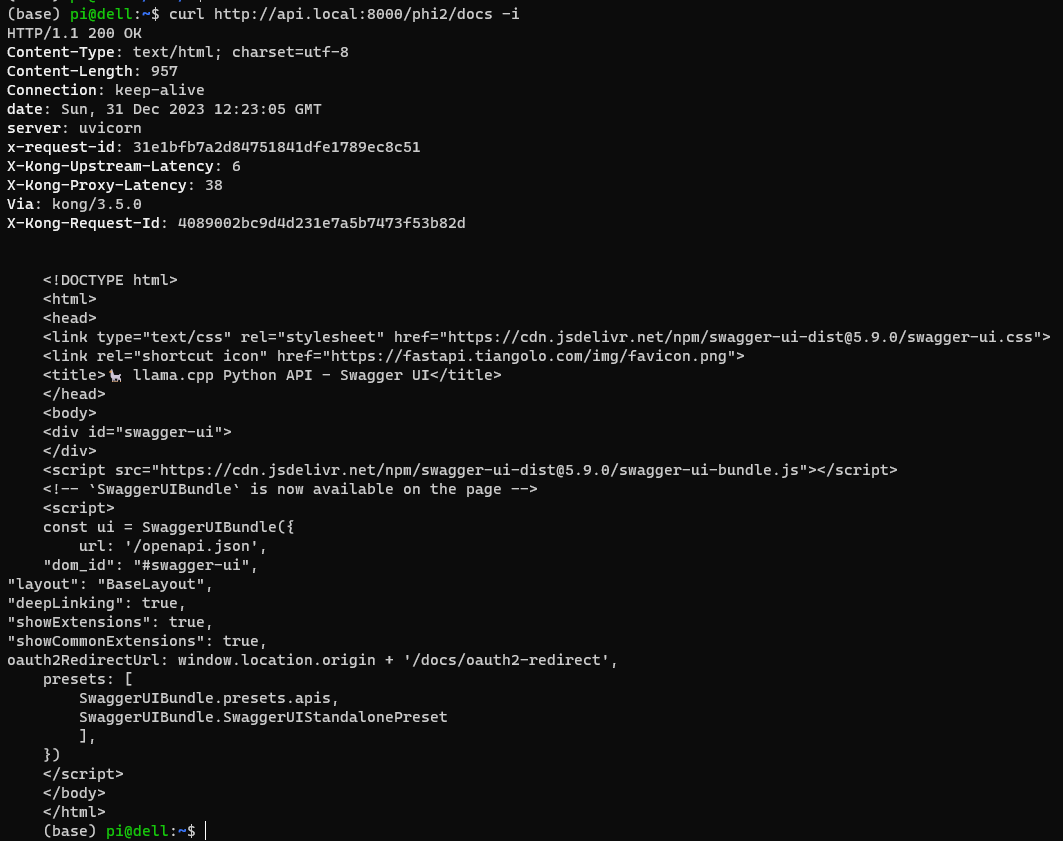 (base) pi@dell:~$ curl http://api.local:8000/phi2/docs -i
HTTP/1.1 200 OK
Content-Type: text/html; charset=utf-8
Content-Length: 957
Connection: keep-alive
date: Sun, 31 Dec 2023 12:23:05 GMT
server: uvicorn
x-request-id: 31e1bfb7a2d84751841dfe1789ec8c51
X-Kong-Upstream-Latency: 6
X-Kong-Proxy-Latency: 38
Via: kong/3.5.0
X-Kong-Request-Id: 4089002bc9d4d231e7a5b7473f53b82d
<!DOCTYPE html>
<html>
<head>
<link type="text/css" rel="stylesheet" href="https://cdn.jsdelivr.net/npm/swagger-ui-dist@5.9.0/swagger-ui.css">
<link rel="shortcut icon" href="https://fastapi.tiangolo.com/img/favicon.png">
<title>🦙 llama.cpp Python API - Swagger UI</title>
</head>
<body>
<div id="swagger-ui">
</div>
<script src="https://cdn.jsdelivr.net/npm/swagger-ui-dist@5.9.0/swagger-ui-bundle.js"></script>
<!-- `SwaggerUIBundle` is now available on the page -->
<script>
const ui = SwaggerUIBundle({
url: '/openapi.json',
"dom_id": "#swagger-ui",
"layout": "BaseLayout",
"deepLinking": true,
"showExtensions": true,
"showCommonExtensions": true,
oauth2RedirectUrl: window.location.origin + '/docs/oauth2-redirect',
presets: [
SwaggerUIBundle.presets.apis,
SwaggerUIBundle.SwaggerUIStandalonePreset
],
})
</script>
</body>
</html>
(base) pi@dell:~$